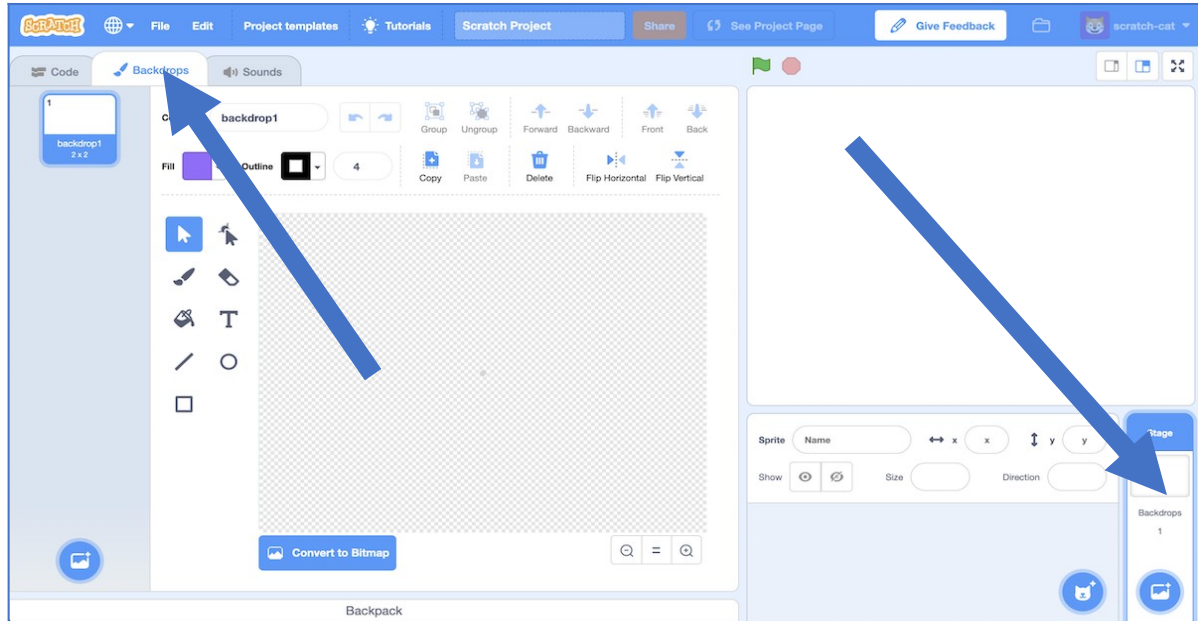 SCRATCH File Edit Project templates Tutorials Scratch Project Share See Project Page Give Feedback scratch-cat
Code Backdrops Sounds
1
backdrop1
2 x 2
backdrop1
Group Ungroup Forward Backward Front Back
Fill Outline 4
Copy Paste Delete Flip Horizontal Flip Vertical
Convert to Bitmap
Backpack
Sprite Name x x y y
Show Size Direction
Stage
Backdrops
1